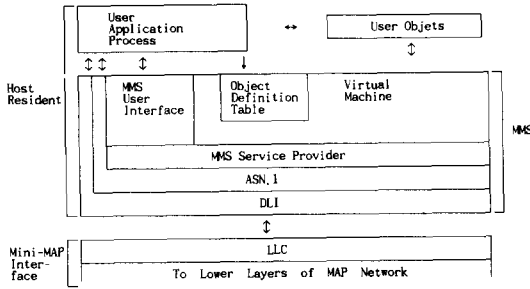 User
Application
Process
User Objets
Host
Resident
MMS
User
Interface
Object
Definition
Table
Virtual
Machine
MMS
MMS Service Provider
ASN.1
DLI
Mini-MAP
Inter-
face
LLC
To Lower Layers of MAP Network